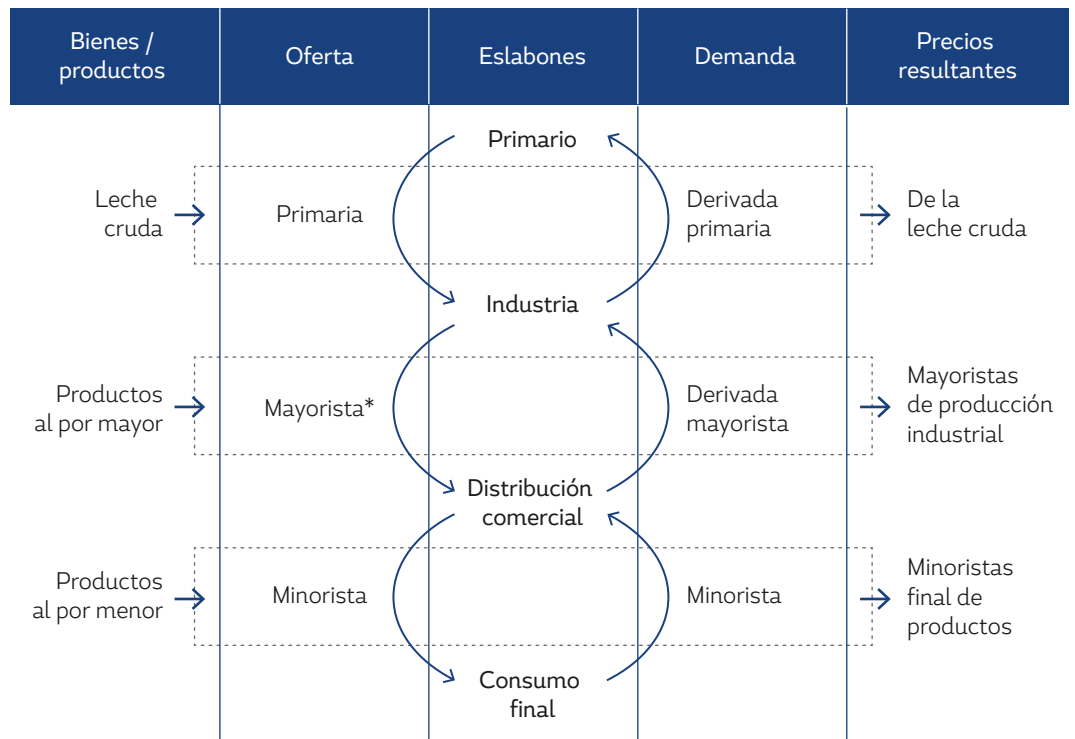 Bienes /
productos
Oferta
Eslabones
Demanda
Precios
resultantes
Primario
Leche
cruda
Primaria
Derivada
primaria
De la
leche cruda
Industria
Productos
al por mayor
Mayorista*
Derivada
mayorista
Mayoristas
de producción
industrial
Distribución
comercial
Productos
al por menor
Minorista
Minorista
Minoristas
final de
productos
Consumo
final